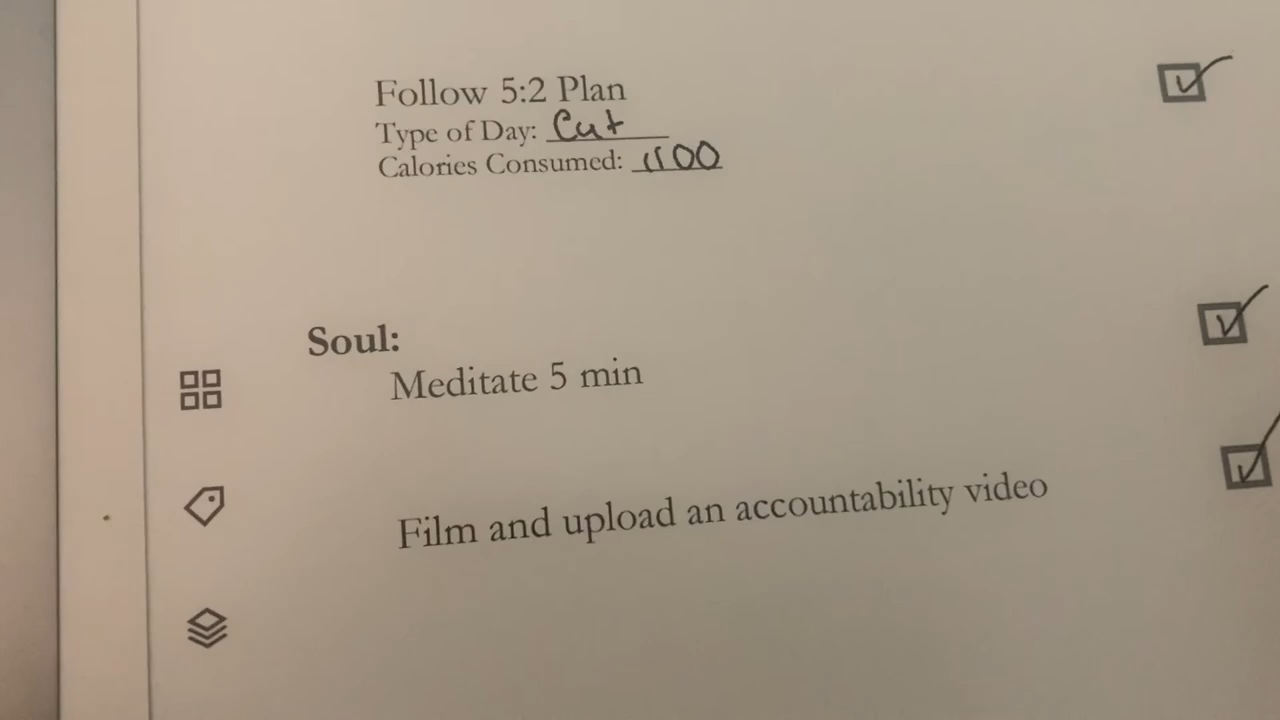 Follow 5:2 Plan
Type of Day: Cut
Calories Consumed: 1100
Soul:
Meditate 5 min
Film and upload an accountability video